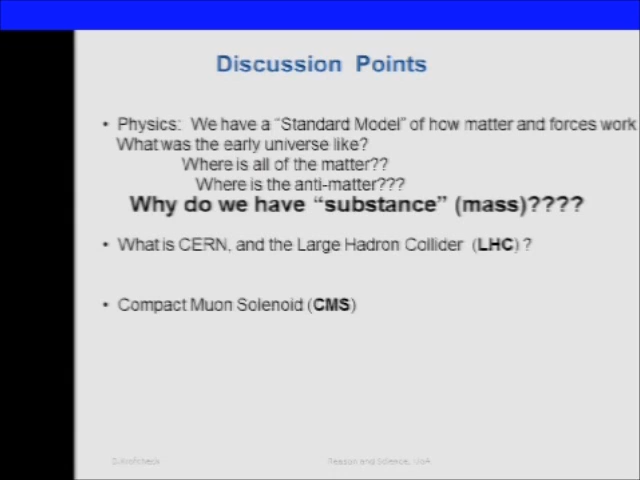 Discussion Points
• Physics: We have a “Standard Model” of how matter and forces work
What was the early universe like?
Where is all of the matter??
Where is the anti-matter???
Why do we have “substance” (mass)????
• What is CERN, and the Large Hadron Collider (LHC) ?
• Compact Muon Solenoid (CMS)
Reason and Science, UoA